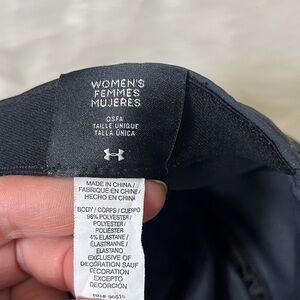 WOMEN'S
FEMMES
MUJERES
OSFA
TAILLE UNIQUE
TALLA ÚNICA
MADE IN CHINA/
FABRIQUÉ EN CHINE/
HECHO EN CHINA
BODY / CORPS / CUERPO
96% POLYESTER /
POLYESTER /
POLIÉSTER
4% ELASTANE /
ÉLASTHANNE /
ELASTANO
EXCLUSIVE OF
DECORATION SAUF
DÉCORATION
EXCEPTO
DECORACIÓN